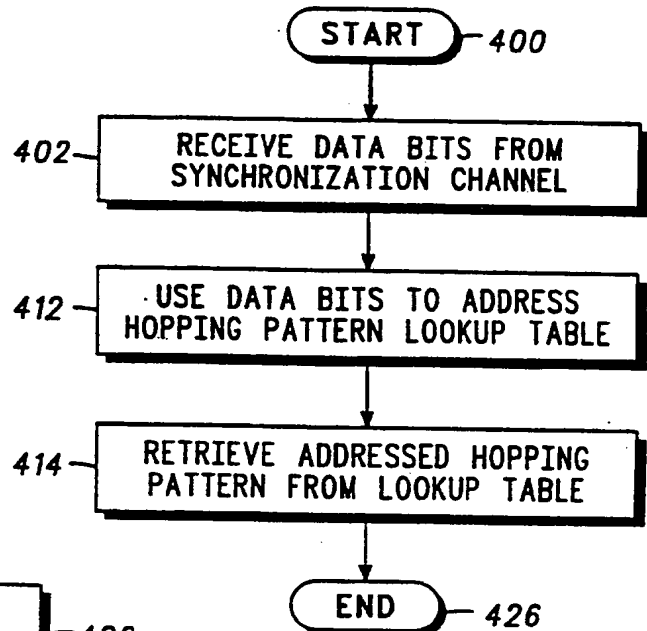 START 400
402 RECEIVE DATA BITS FROM
SYNCHRONIZATION CHANNEL
412 USE DATA BITS TO ADDRESS
HOPPING PATTERN LOOKUP TABLE
414 RETRIEVE ADDRESSED HOPPING
PATTERN FROM LOOKUP TABLE
END 426